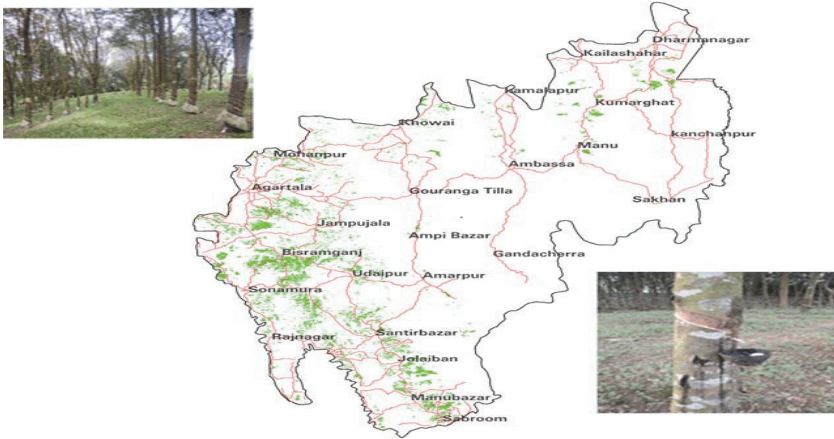 Dharmanagar
Kailashahar
Kamalapur
Kumarghat
Khowai
kanchanpur
Manu
Mohanpur
Ambassa
Agartala
Gouranga Tilla
Sakhan
Jampujala
Ampi Bazar
Bisramganj
Gandacherra
Udaipur
Amarpur
Sonamura
Santirbazar
Rajnagar
Jolaiban
Manubazar
Sabroom